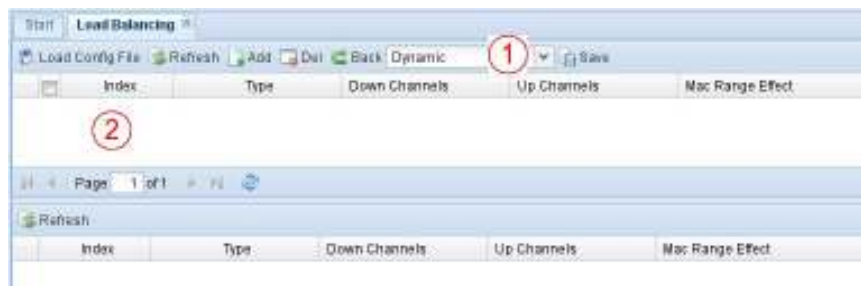 Start Load Balancing
Load Config File Refresh Add Del Back Dynamic 1 Save
Index Type Down Channels Up Channels Mac Range Effect
2
Page 1 of 1
Refresh
Index Type Down Channels Up Channels Mac Range Effect